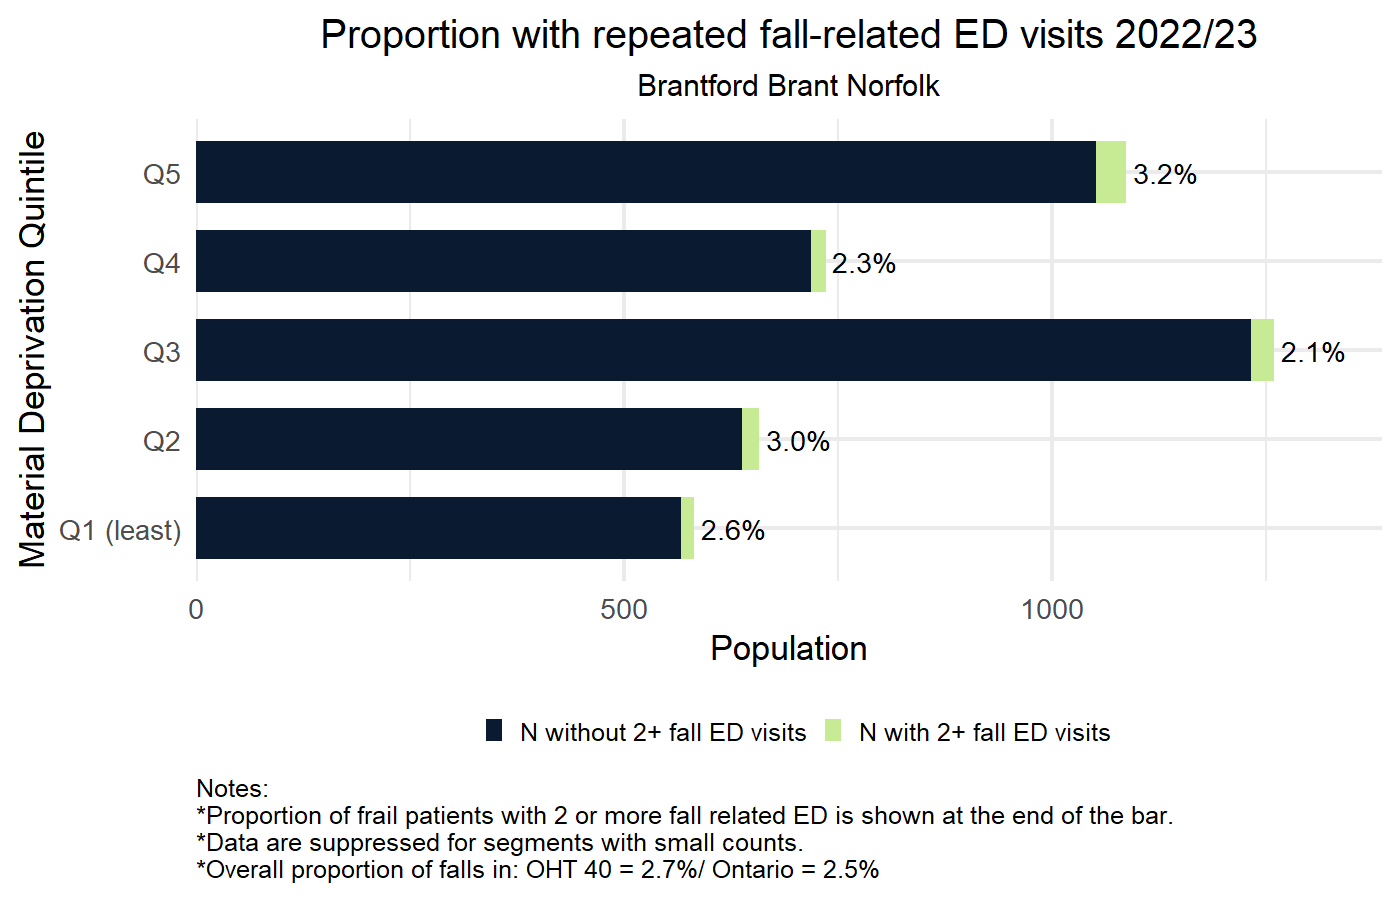 Proportion with repeated fall-related ED visits 2022/23
Brantford Brant Norfolk
Material Deprivation Quintile
Q5
3.2%
Q4
2.3%
Q3
2.1%
Q2
3.0%
Q1 (least)
2.6%
0
500
1000
Population
N without 2+ fall ED visits
N with 2+ fall ED visits
Notes:
*Proportion of frail patients with 2 or more fall related ED is shown at the end of the bar.
*Data are suppressed for segments with small counts.
*Overall proportion of falls in: OHT 40 = 2.7%/ Ontario = 2.5%